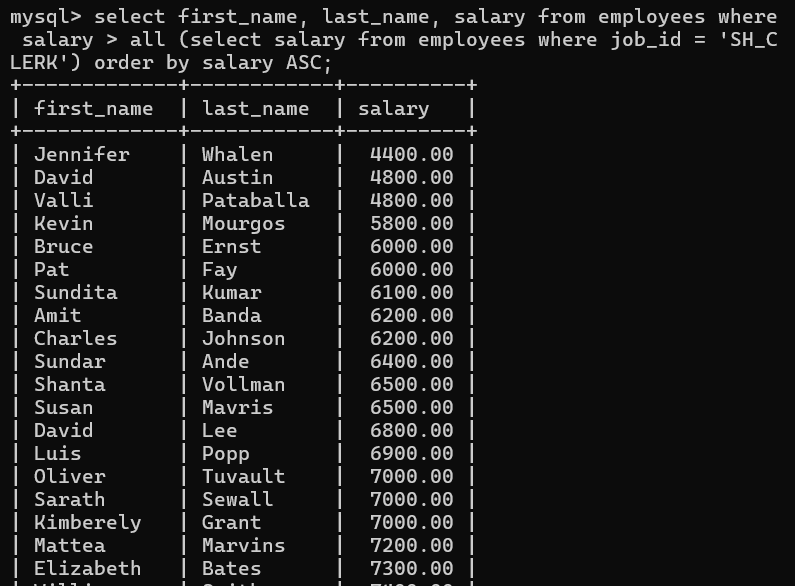 mysql> select first_name, last_name, salary from employees where
 salary > all (select salary from employees where job_id = 'SH_C
LERK') order by salary ASC;
+-------------+------------+----------+
| first_name  | last_name  | salary   |
+-------------+------------+----------+
| Jennifer    | Whalen     |  4400.00 |
| David       | Austin     |  4800.00 |
| Valli       | Pataballa  |  4800.00 |
| Kevin       | Mourgos    |  5800.00 |
| Bruce       | Ernst      |  6000.00 |
| Pat         | Fay        |  6000.00 |
| Sundita     | Kumar      |  6100.00 |
| Amit        | Banda      |  6200.00 |
| Charles     | Johnson    |  6200.00 |
| Sundar      | Ande       |  6400.00 |
| Shanta      | Vollman    |  6500.00 |
| Susan       | Mavris     |  6500.00 |
| David       | Lee        |  6800.00 |
| Luis        | Popp       |  6900.00 |
| Oliver      | Tuvault    |  7000.00 |
| Sarath      | Sewall     |  7000.00 |
| Kimberely   | Grant      |  7000.00 |
| Mattea      | Marvins    |  7200.00 |
| Elizabeth   | Bates      |  7300.00 |